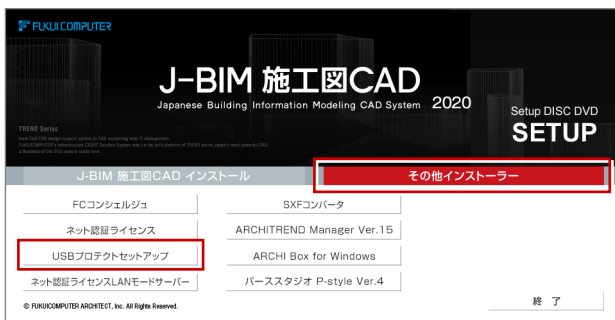 FUKUI COMPUTER
J-BIM 施工図CAD
Japanese Building Information Modeling CAD System 2020
Setup DISC DVD
SETUP
TREND Series
J-BIM 施工図CAD インストール
その他インストーラー
FCコンシェルジュ
SXFコンバータ
ネット認証ライセンス
ARCHITREND Manager Ver.15
USBプロテクトセットアップ
ARCHI Box for Windows
ネット認証ライセンスLANモードサーバー
パーススタジオ P-style Ver.4
© FUKUICOMPUTER ARCHITECT, Inc. All Rights Reserved.
終 了